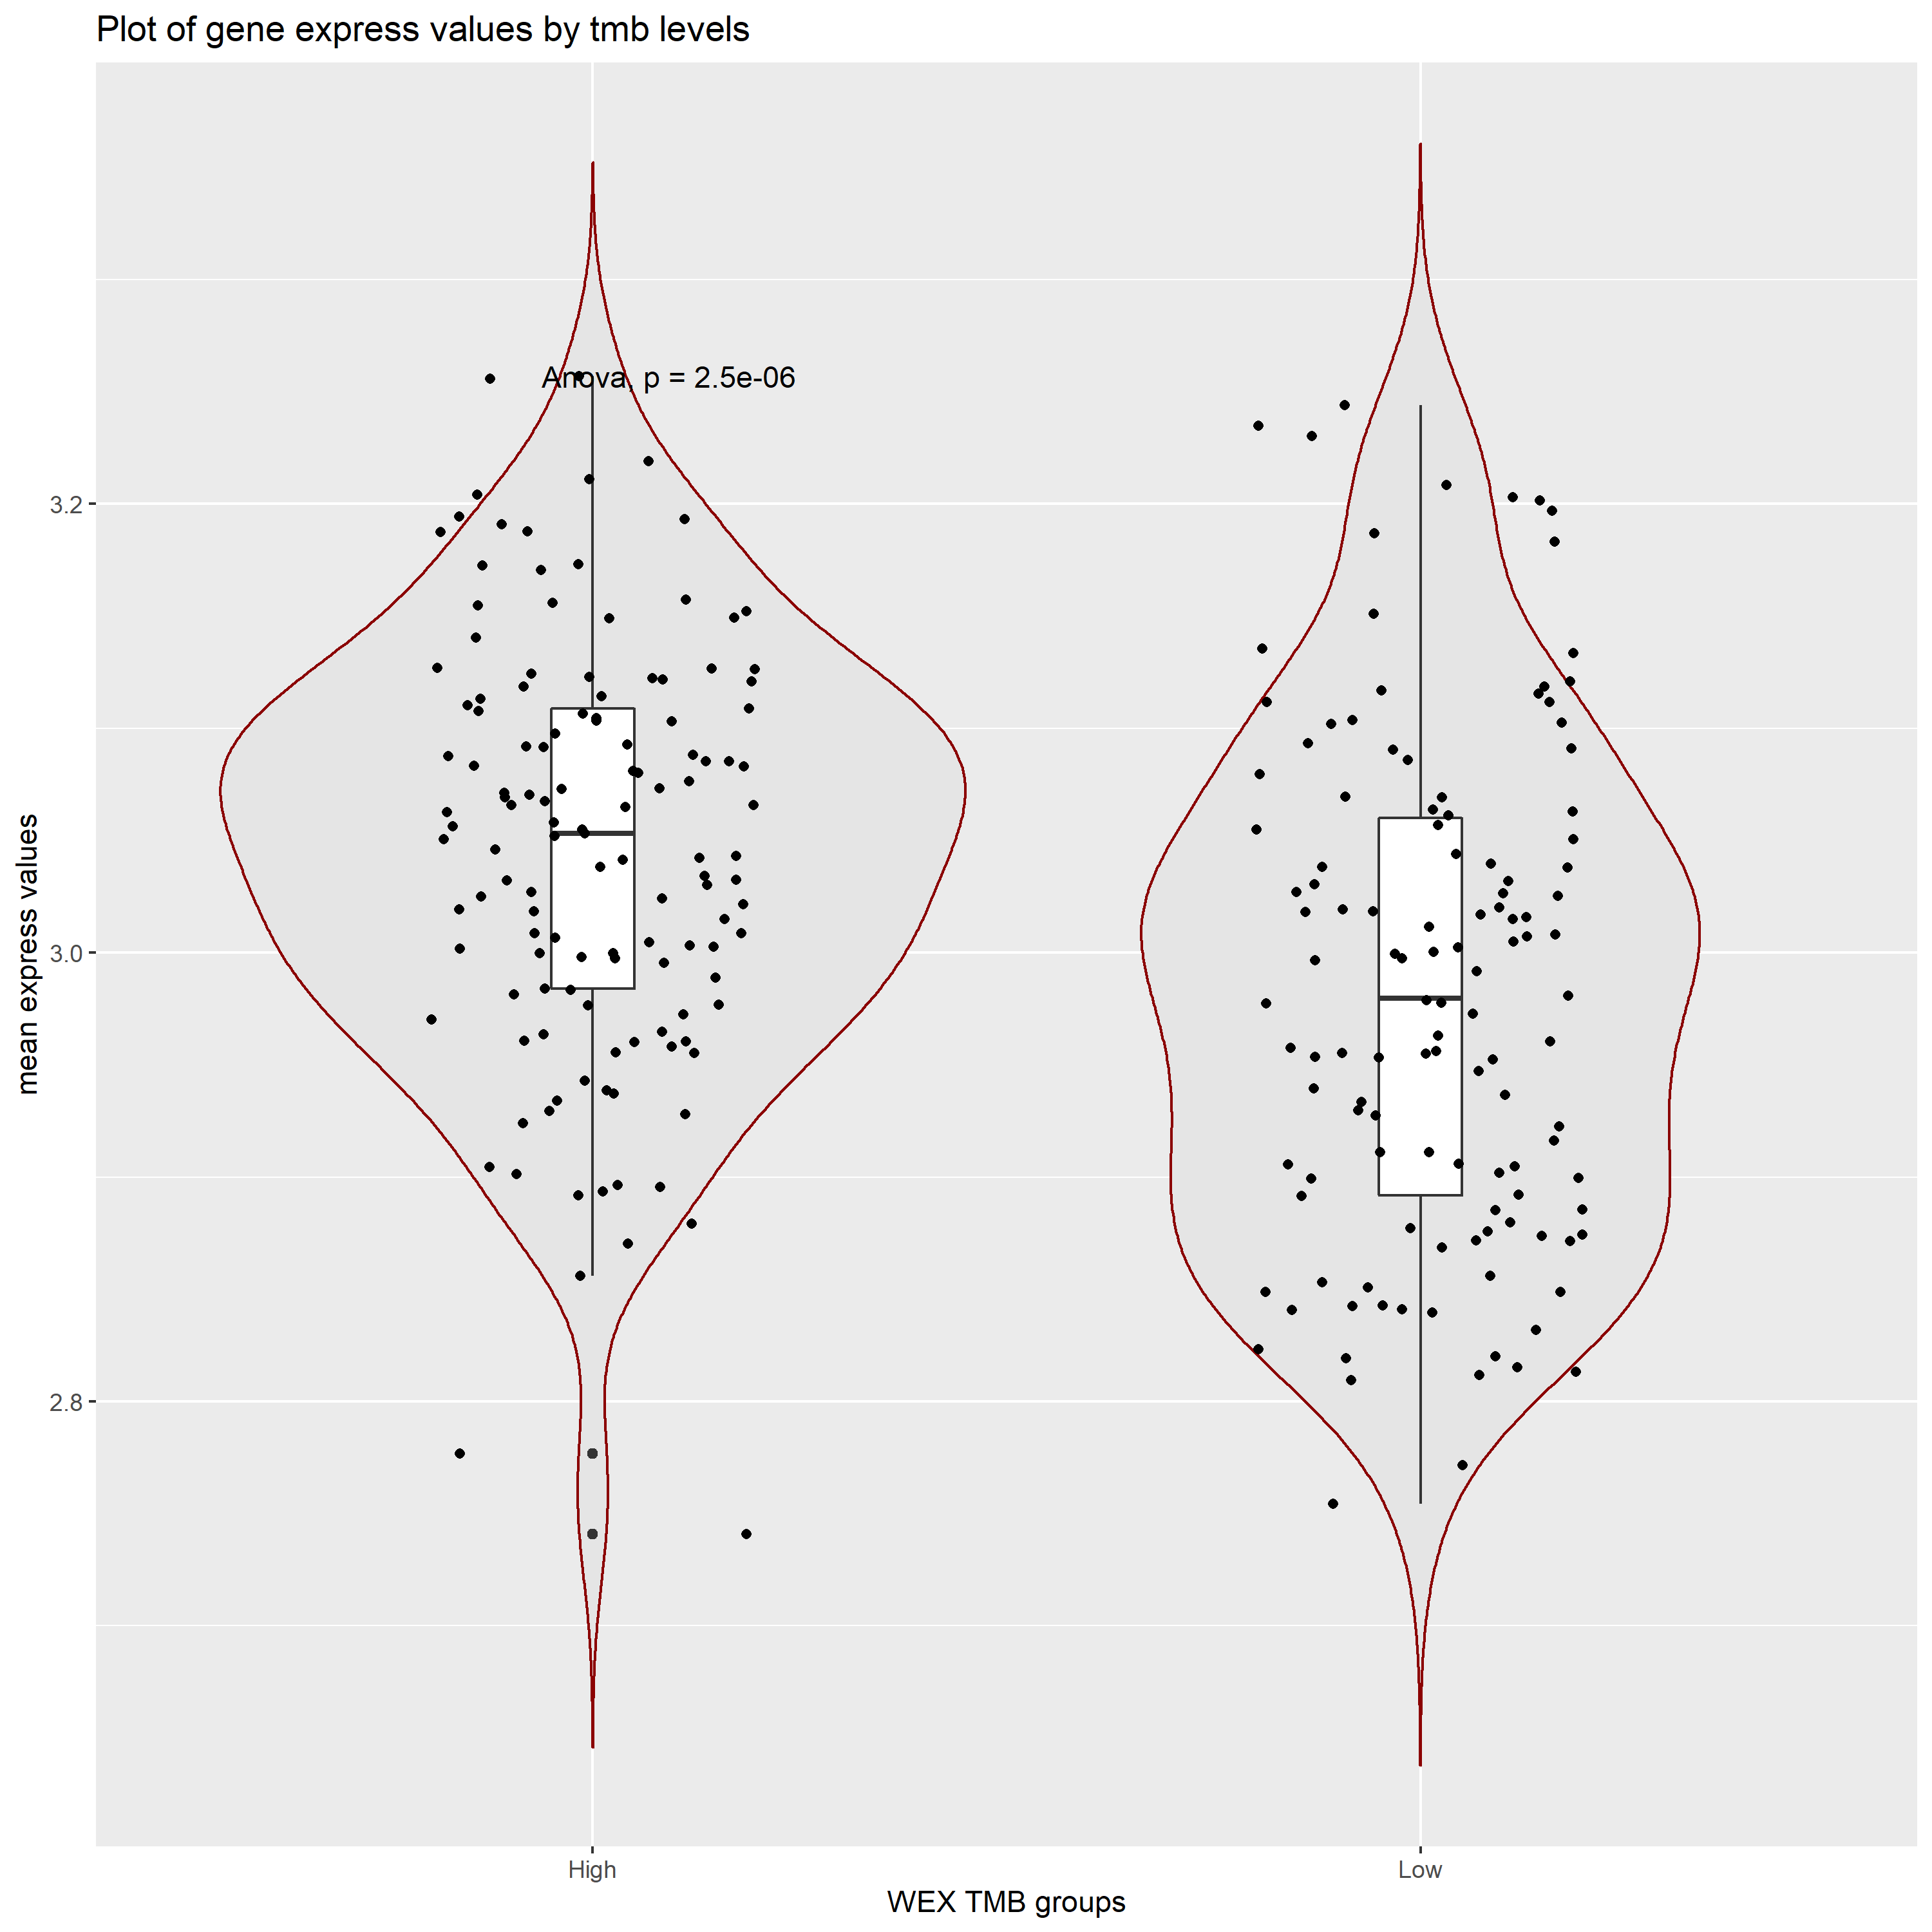 Plot of gene express values by tmb levels
Anova, p = 2.5e-06
3.2
3.0
2.8
mean express values
High
Low
WEX TMB groups